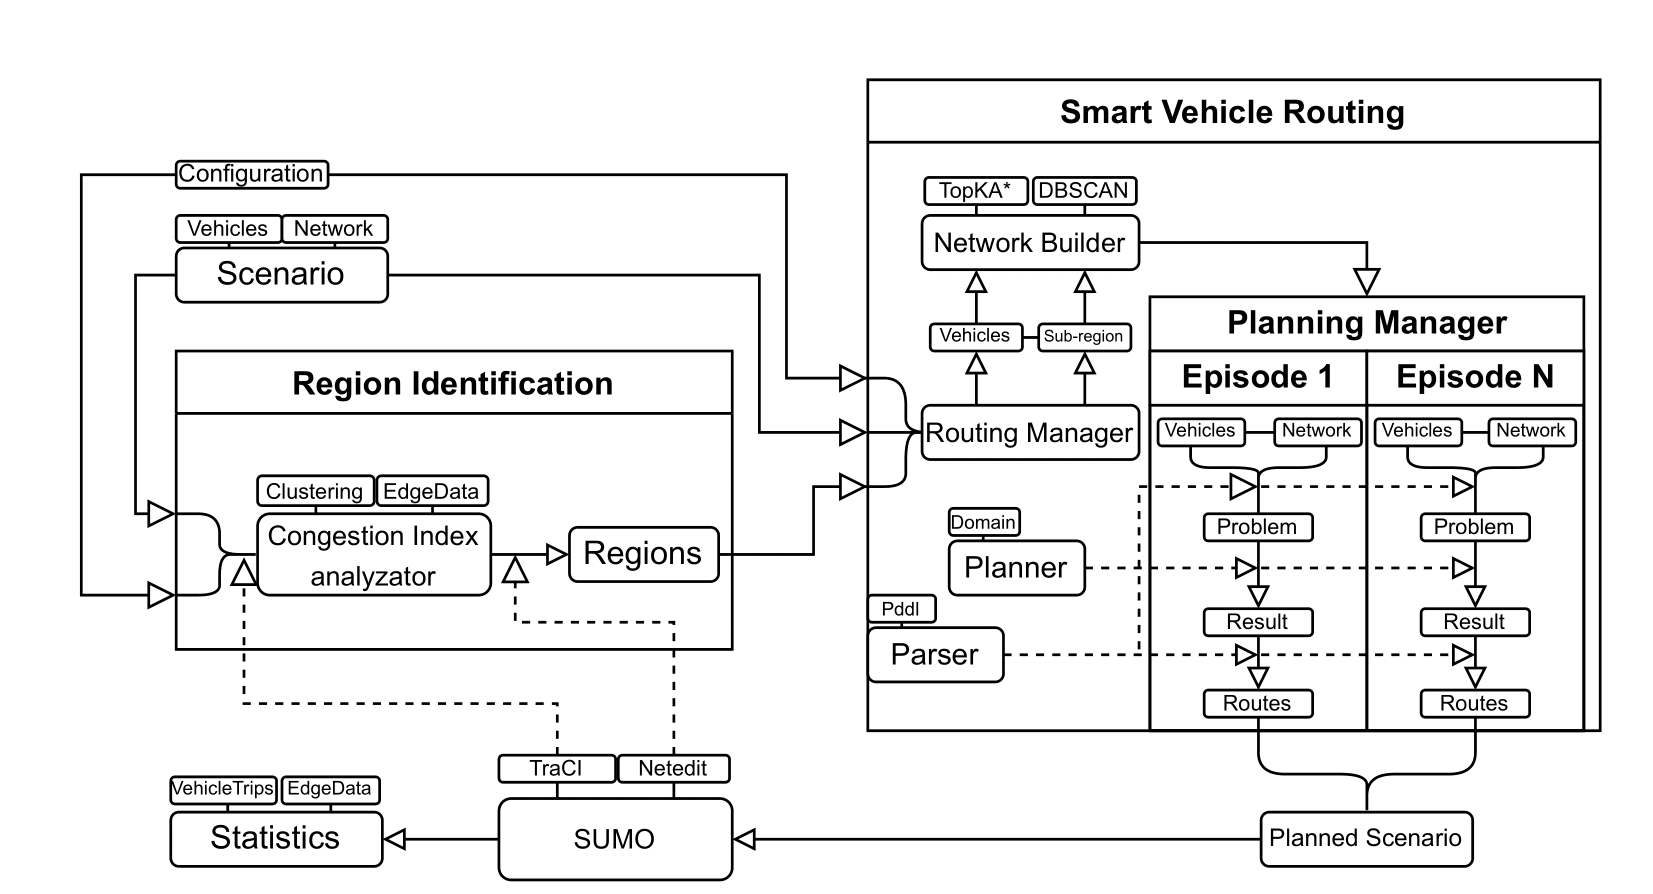 Smart Vehicle Routing
Configuration
Vehicles Network
Scenario
Region Identification
Clustering EdgeData
Congestion Index
analyzator
Regions
TopKA* DBSCAN
Network Builder
Vehicles Sub-region
Routing Manager
Domain
Planner
Pddl
Parser
Planning Manager
Episode 1 Episode N
Vehicles Network Vehicles Network
Problem Problem
Result Result
Routes Routes
TraCI Netedit
SUMO
VehicleTrips EdgeData
Statistics
Planned Scenario